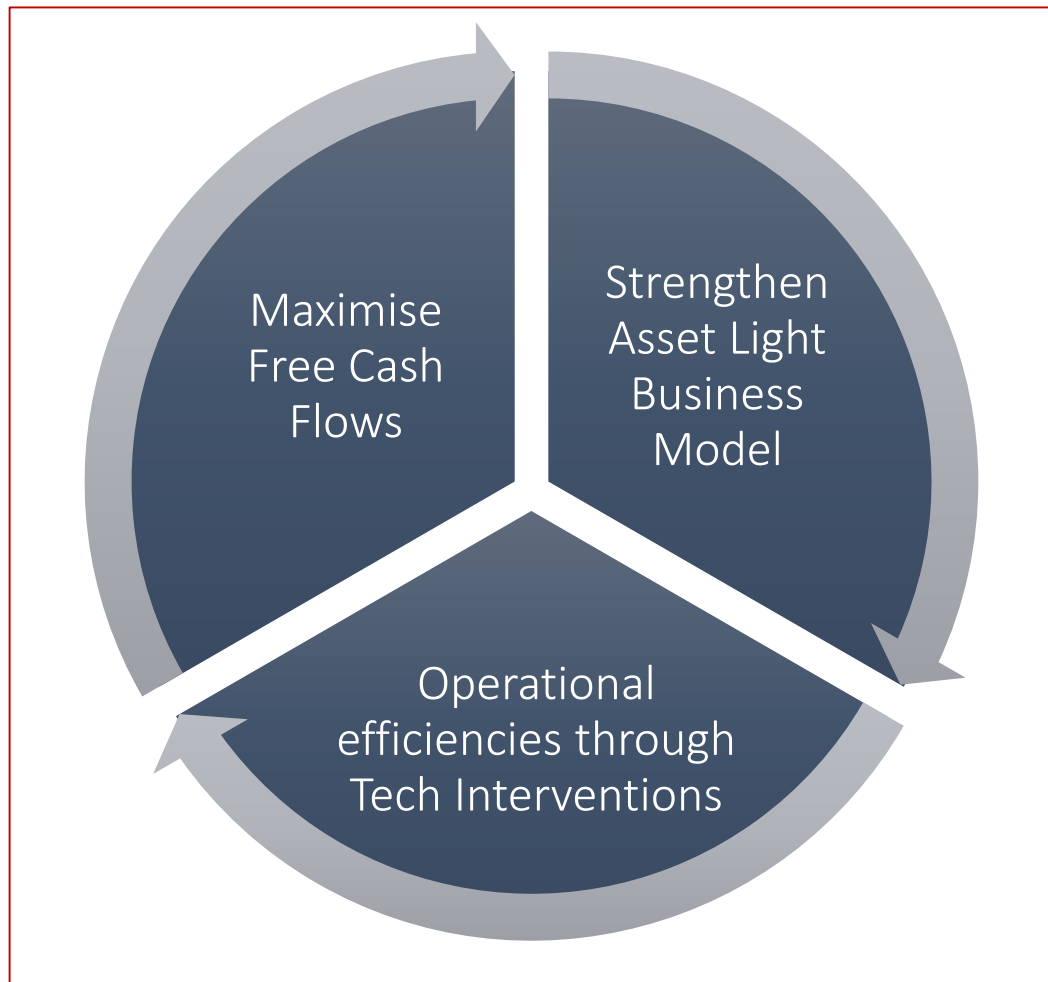 Maximise
Free Cash
Flows
Strengthen
Asset Light
Business
Model
Operational
efficiencies through
Tech Interventions